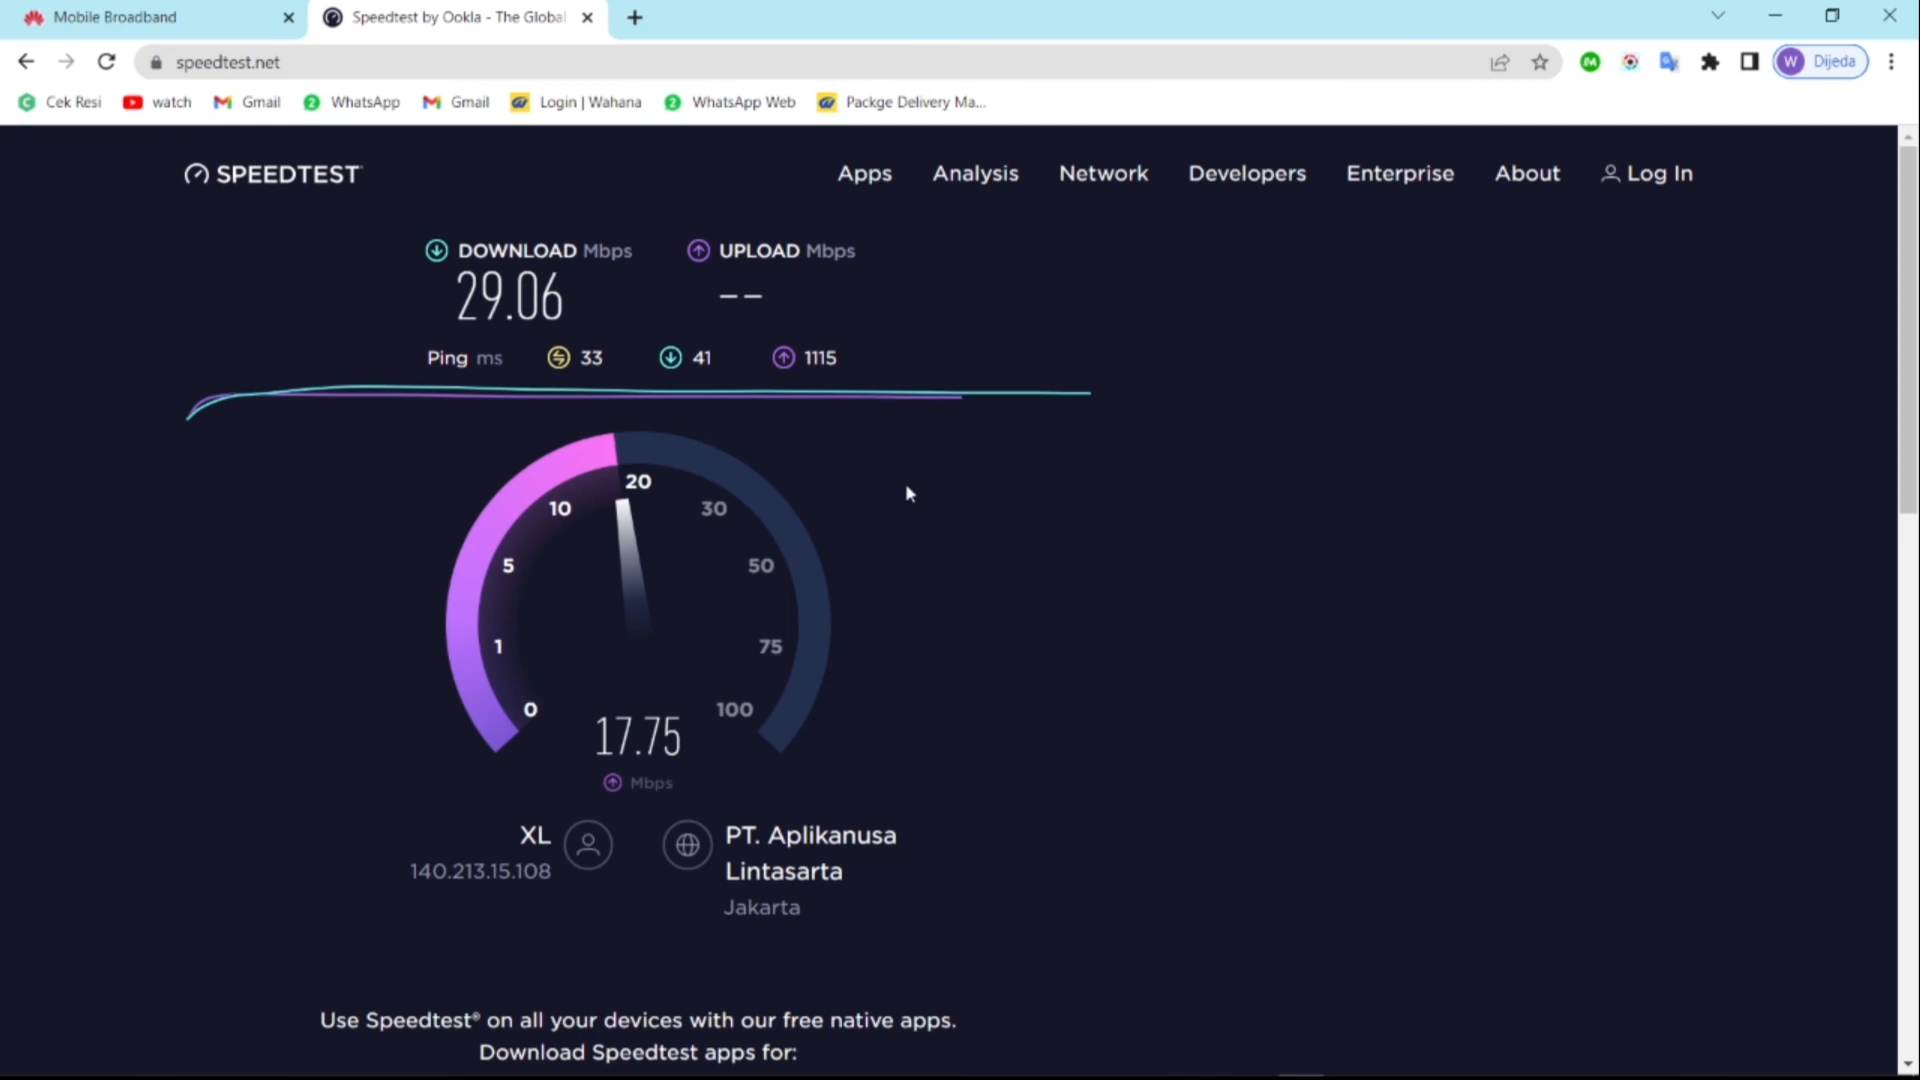 Mobile Broadband
Speedtest by Ookla - The Global
speedtest.net
W Dijeda
Cek Resi watch Gmail WhatsApp Gmail Login | Wahana WhatsApp Web Packge Delivery Ma...
SPEEDTEST
Apps Analysis Network Developers Enterprise About Log In
DOWNLOAD Mbps UPLOAD Mbps
29.06 --
Ping ms 33 41 1115
0
1
5
10
20
30
50
75
100
17.75
Mbps
XL
140.213.15.108
PT. Aplikanusa
Lintasarta
Jakarta
Use Speedtest® on all your devices with our free native apps.
Download Speedtest apps for: